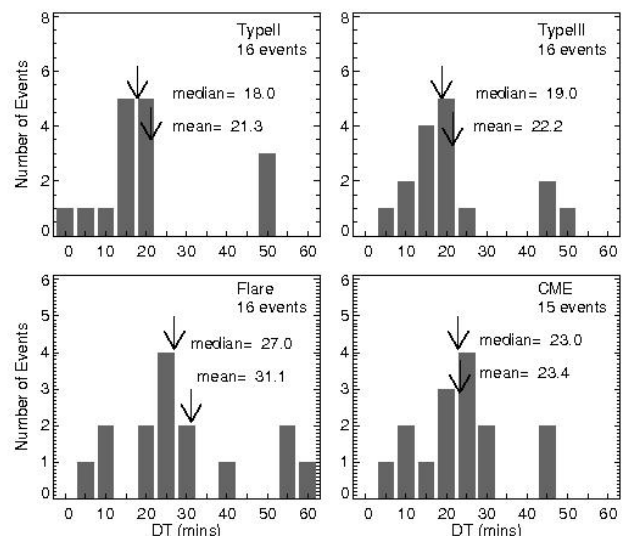 TypeII
16 events
median= 18.0
mean= 21.3
Number of Events
8
6
4
2
0
0 10 20 30 40 50 60
TypeIII
16 events
median= 19.0
mean= 22.2
8
6
4
2
0
0 10 20 30 40 50 60
Flare
16 events
median= 27.0
mean= 31.1
Number of Events
6
5
4
3
2
1
0
0 10 20 30 40 50 60
DT (mins)
CME
15 events
median= 23.0
mean= 23.4
6
5
4
3
2
1
0
0 10 20 30 40 50 60
DT (mins)